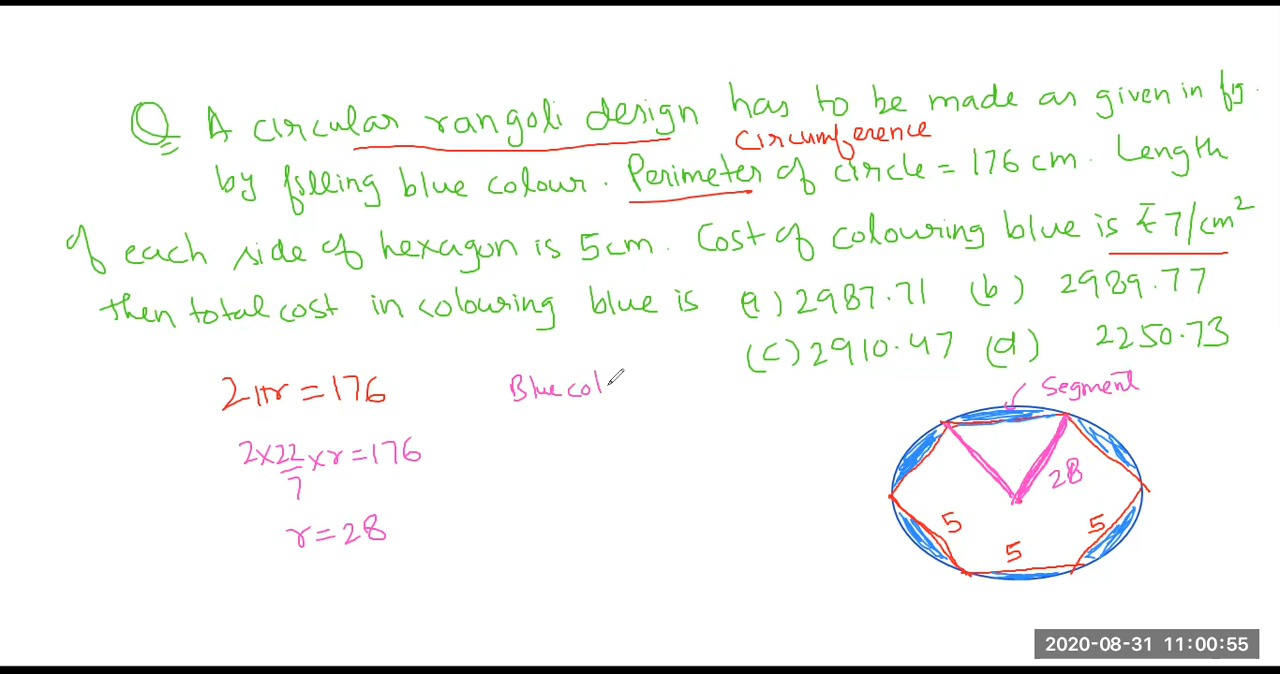 Q A circular rangoli design has to be made as given in fig.
circumference
by filling blue colour. Perimeter of circle = 176 cm. Length
of each side of hexagon is 5cm. Cost of colouring blue is ₹7/cm²
then total cost in colouring blue is (a) 2987.71 (b) 2989.77
(c) 2910.47 (d) 2250.73
2πr = 176
Blue col
Segment
2×22/7×r=176
28
r=28
5
5
5
2020-08-31 11:00:55